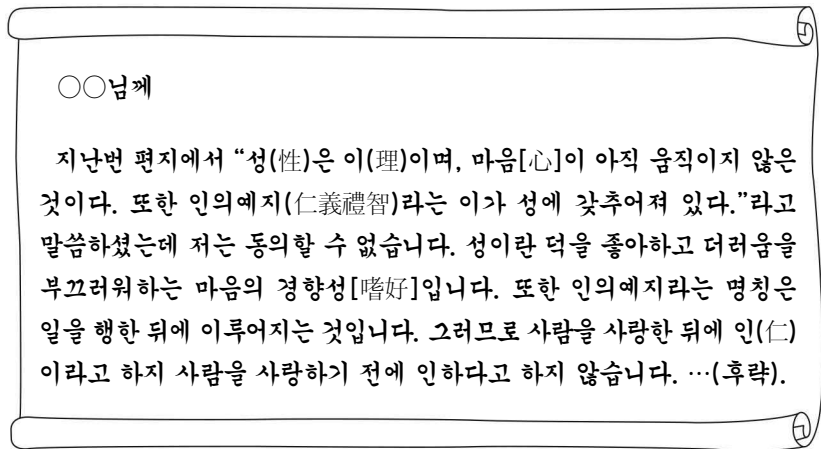 ○○님께
지난번 편지에서 “성(性)은 이(理)이며, 마음[心]이 아직 움직이지 않은
것이다. 또한 인의예지(仁義禮智)라는 이가 성에 갖추어져 있다.”라고
말씀하셨는데 저는 동의할 수 없습니다. 성이란 덕을 좋아하고 더러움을
부끄러워하는 마음의 경향성[嗜好]입니다. 또한 인의예지라는 명칭은
일을 행한 뒤에 이루어지는 것입니다. 그러므로 사람을 사랑한 뒤에 인(仁)
이라고 하지 사람을 사랑하기 전에 인하다고 하지 않습니다. …(후략).